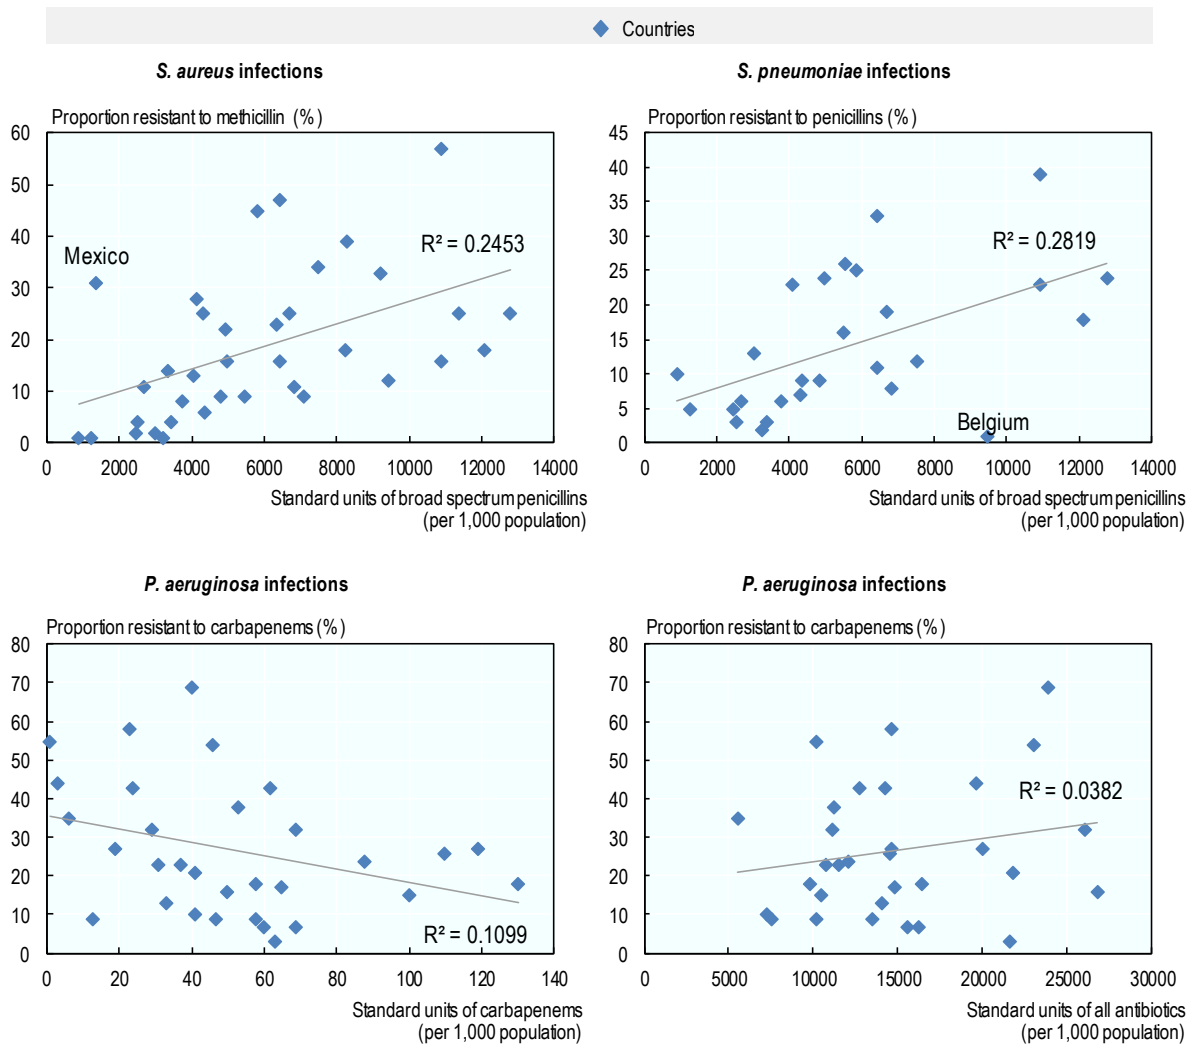 Countries
S. aureus infections
Proportion resistant to methicillin (%)
60
50
40
30
20
10
0
Mexico
R² = 0.2453
0 2000 4000 6000 8000 10000 12000 14000
Standard units of broad spectrum penicillins
(per 1,000 population)
S. pneumoniae infections
Proportion resistant to penicillins (%)
45
40
35
30
25
20
15
10
5
0
R² = 0.2819
Belgium
0 2000 4000 6000 8000 10000 12000 14000
Standard units of broad spectrum penicillins
(per 1,000 population)
P. aeruginosa infections
Proportion resistant to carbapenems (%)
80
70
60
50
40
30
20
10
0
R² = 0.1099
0 20 40 60 80 100 120 140
Standard units of carbapenems
(per 1,000 population)
P. aeruginosa infections
Proportion resistant to carbapenems (%)
80
70
60
50
40
30
20
10
0
R² = 0.0382
0 5000 10000 15000 20000 25000 30000
Standard units of all antibiotics
(per 1,000 population)